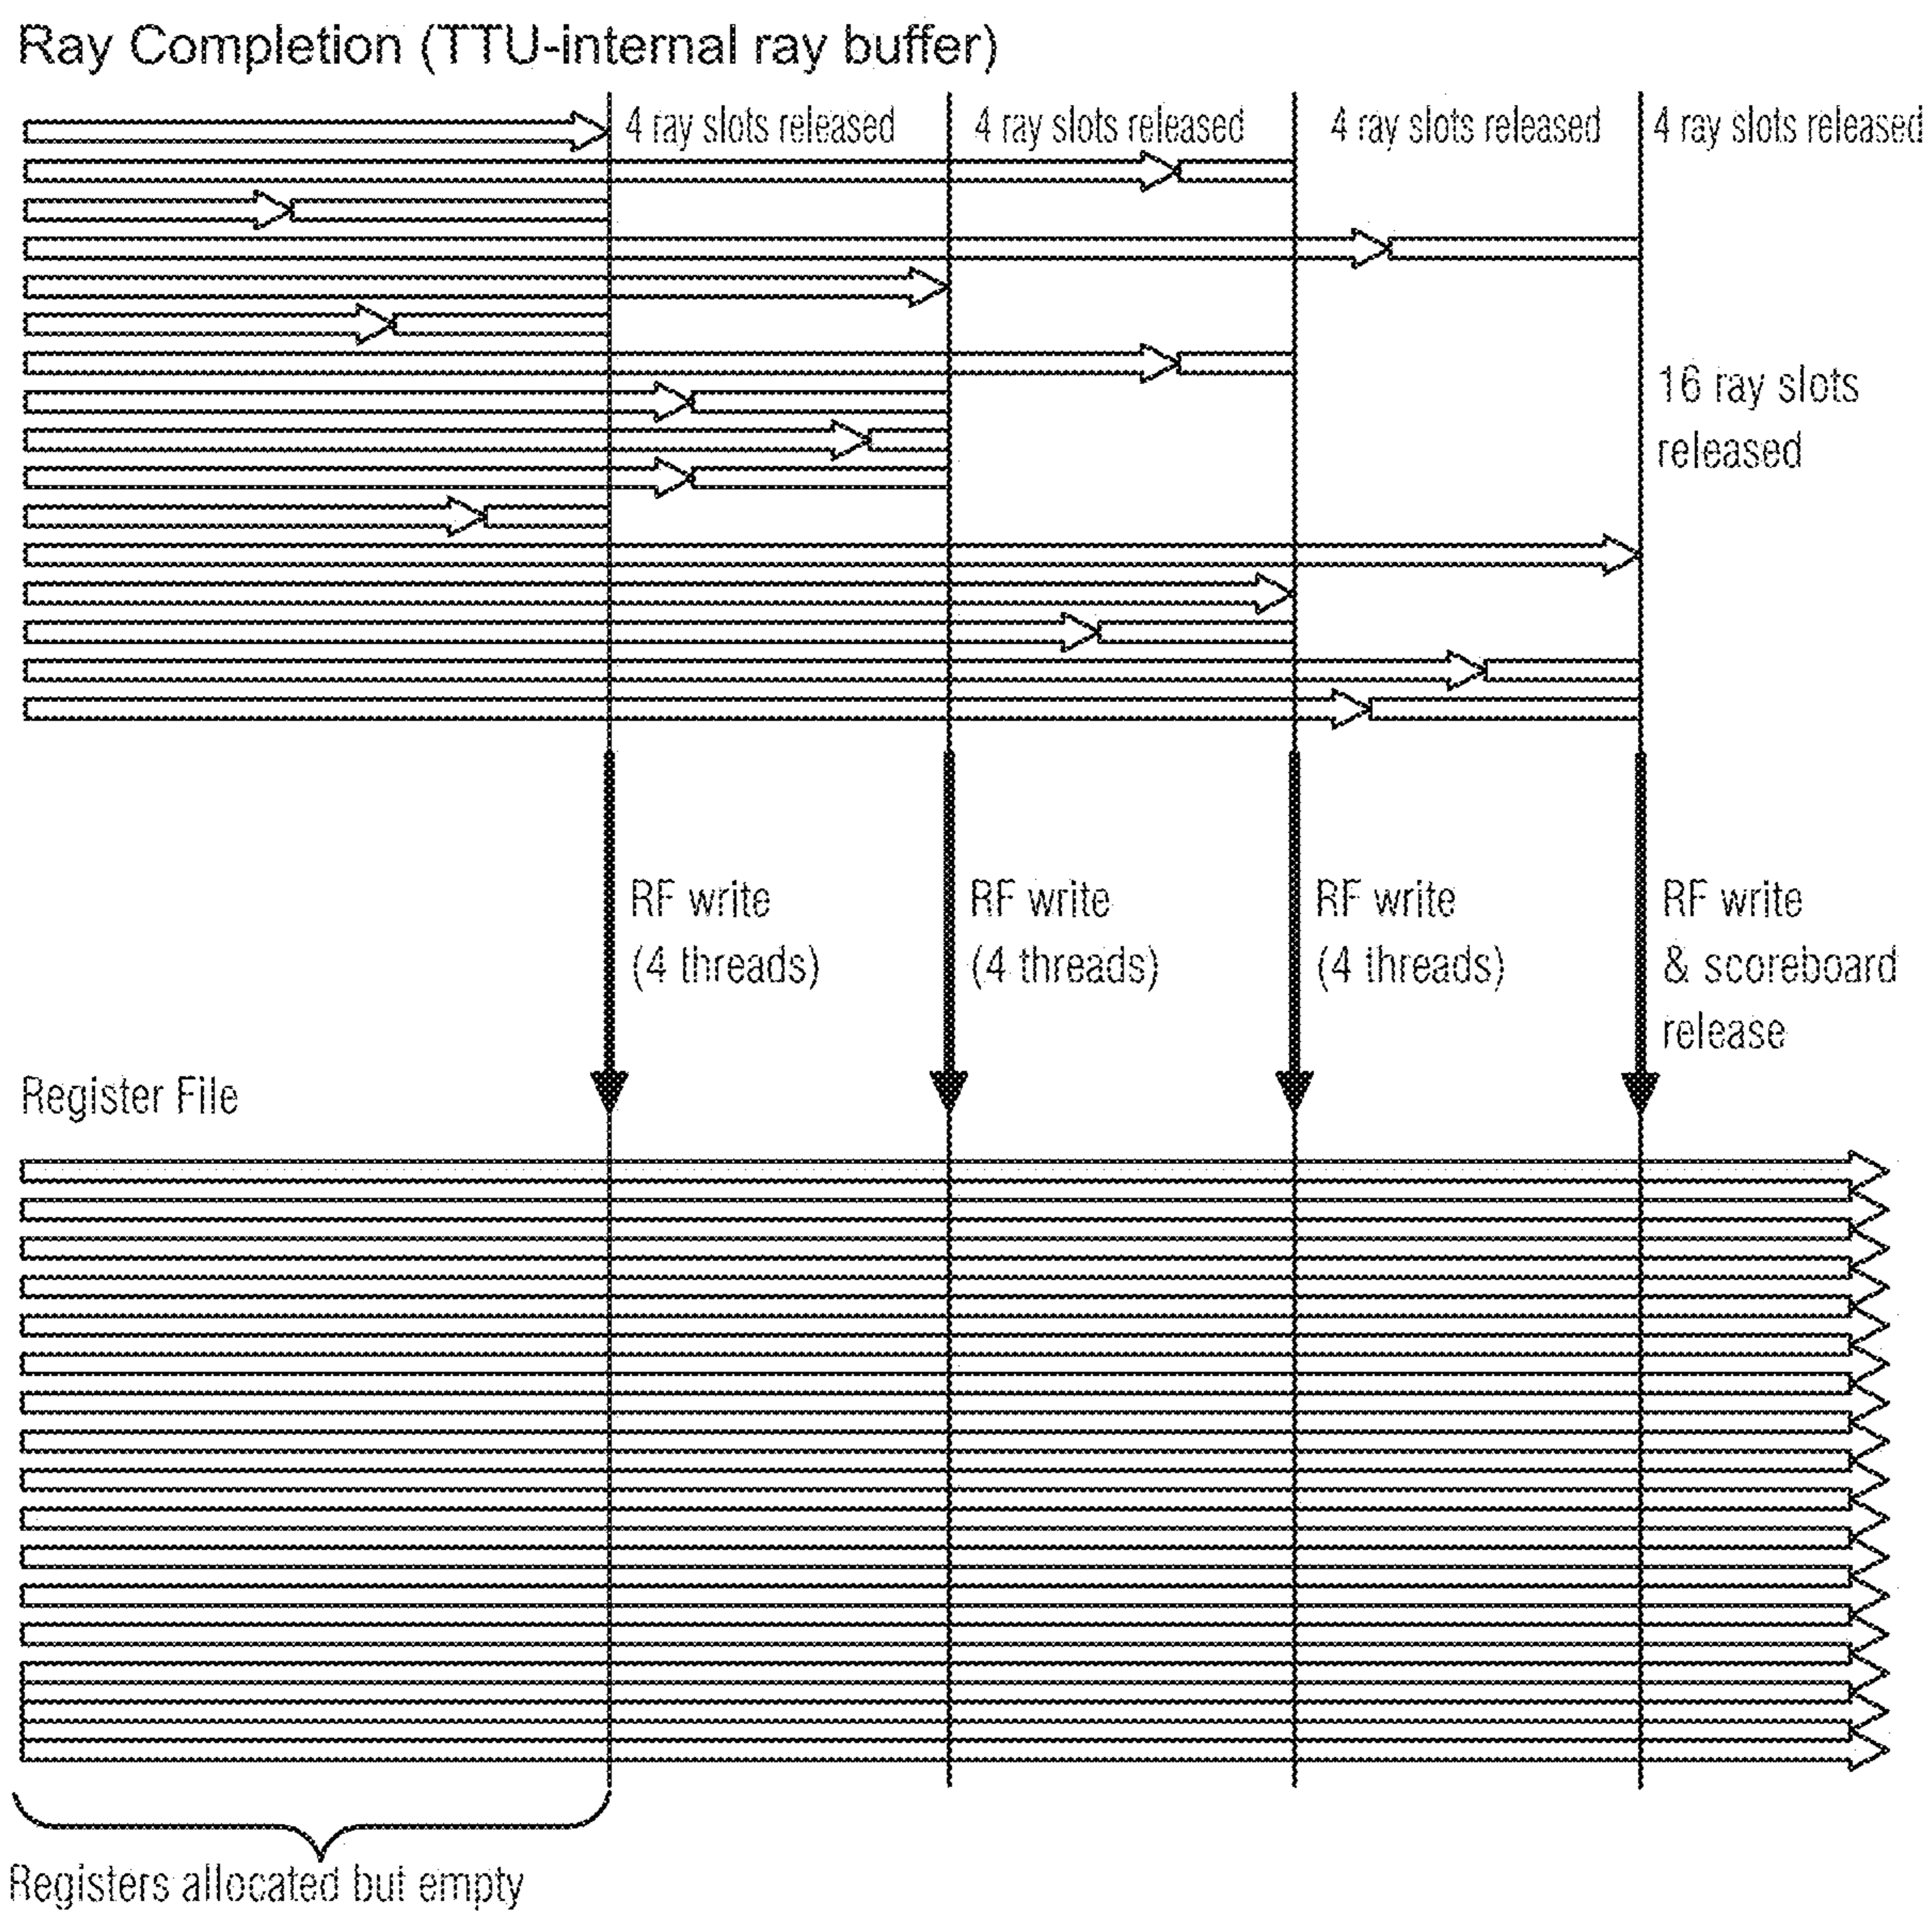 Ray Completion (TTU-internal ray buffer)
4 ray slots released
4 ray slots released
4 ray slots released
4 ray slots released
16 ray slots
released
RF write
(4 threads)
RF write
(4 threads)
RF write
(4 threads)
RF write
& scoreboard
release
Register File
Registers allocated but empty